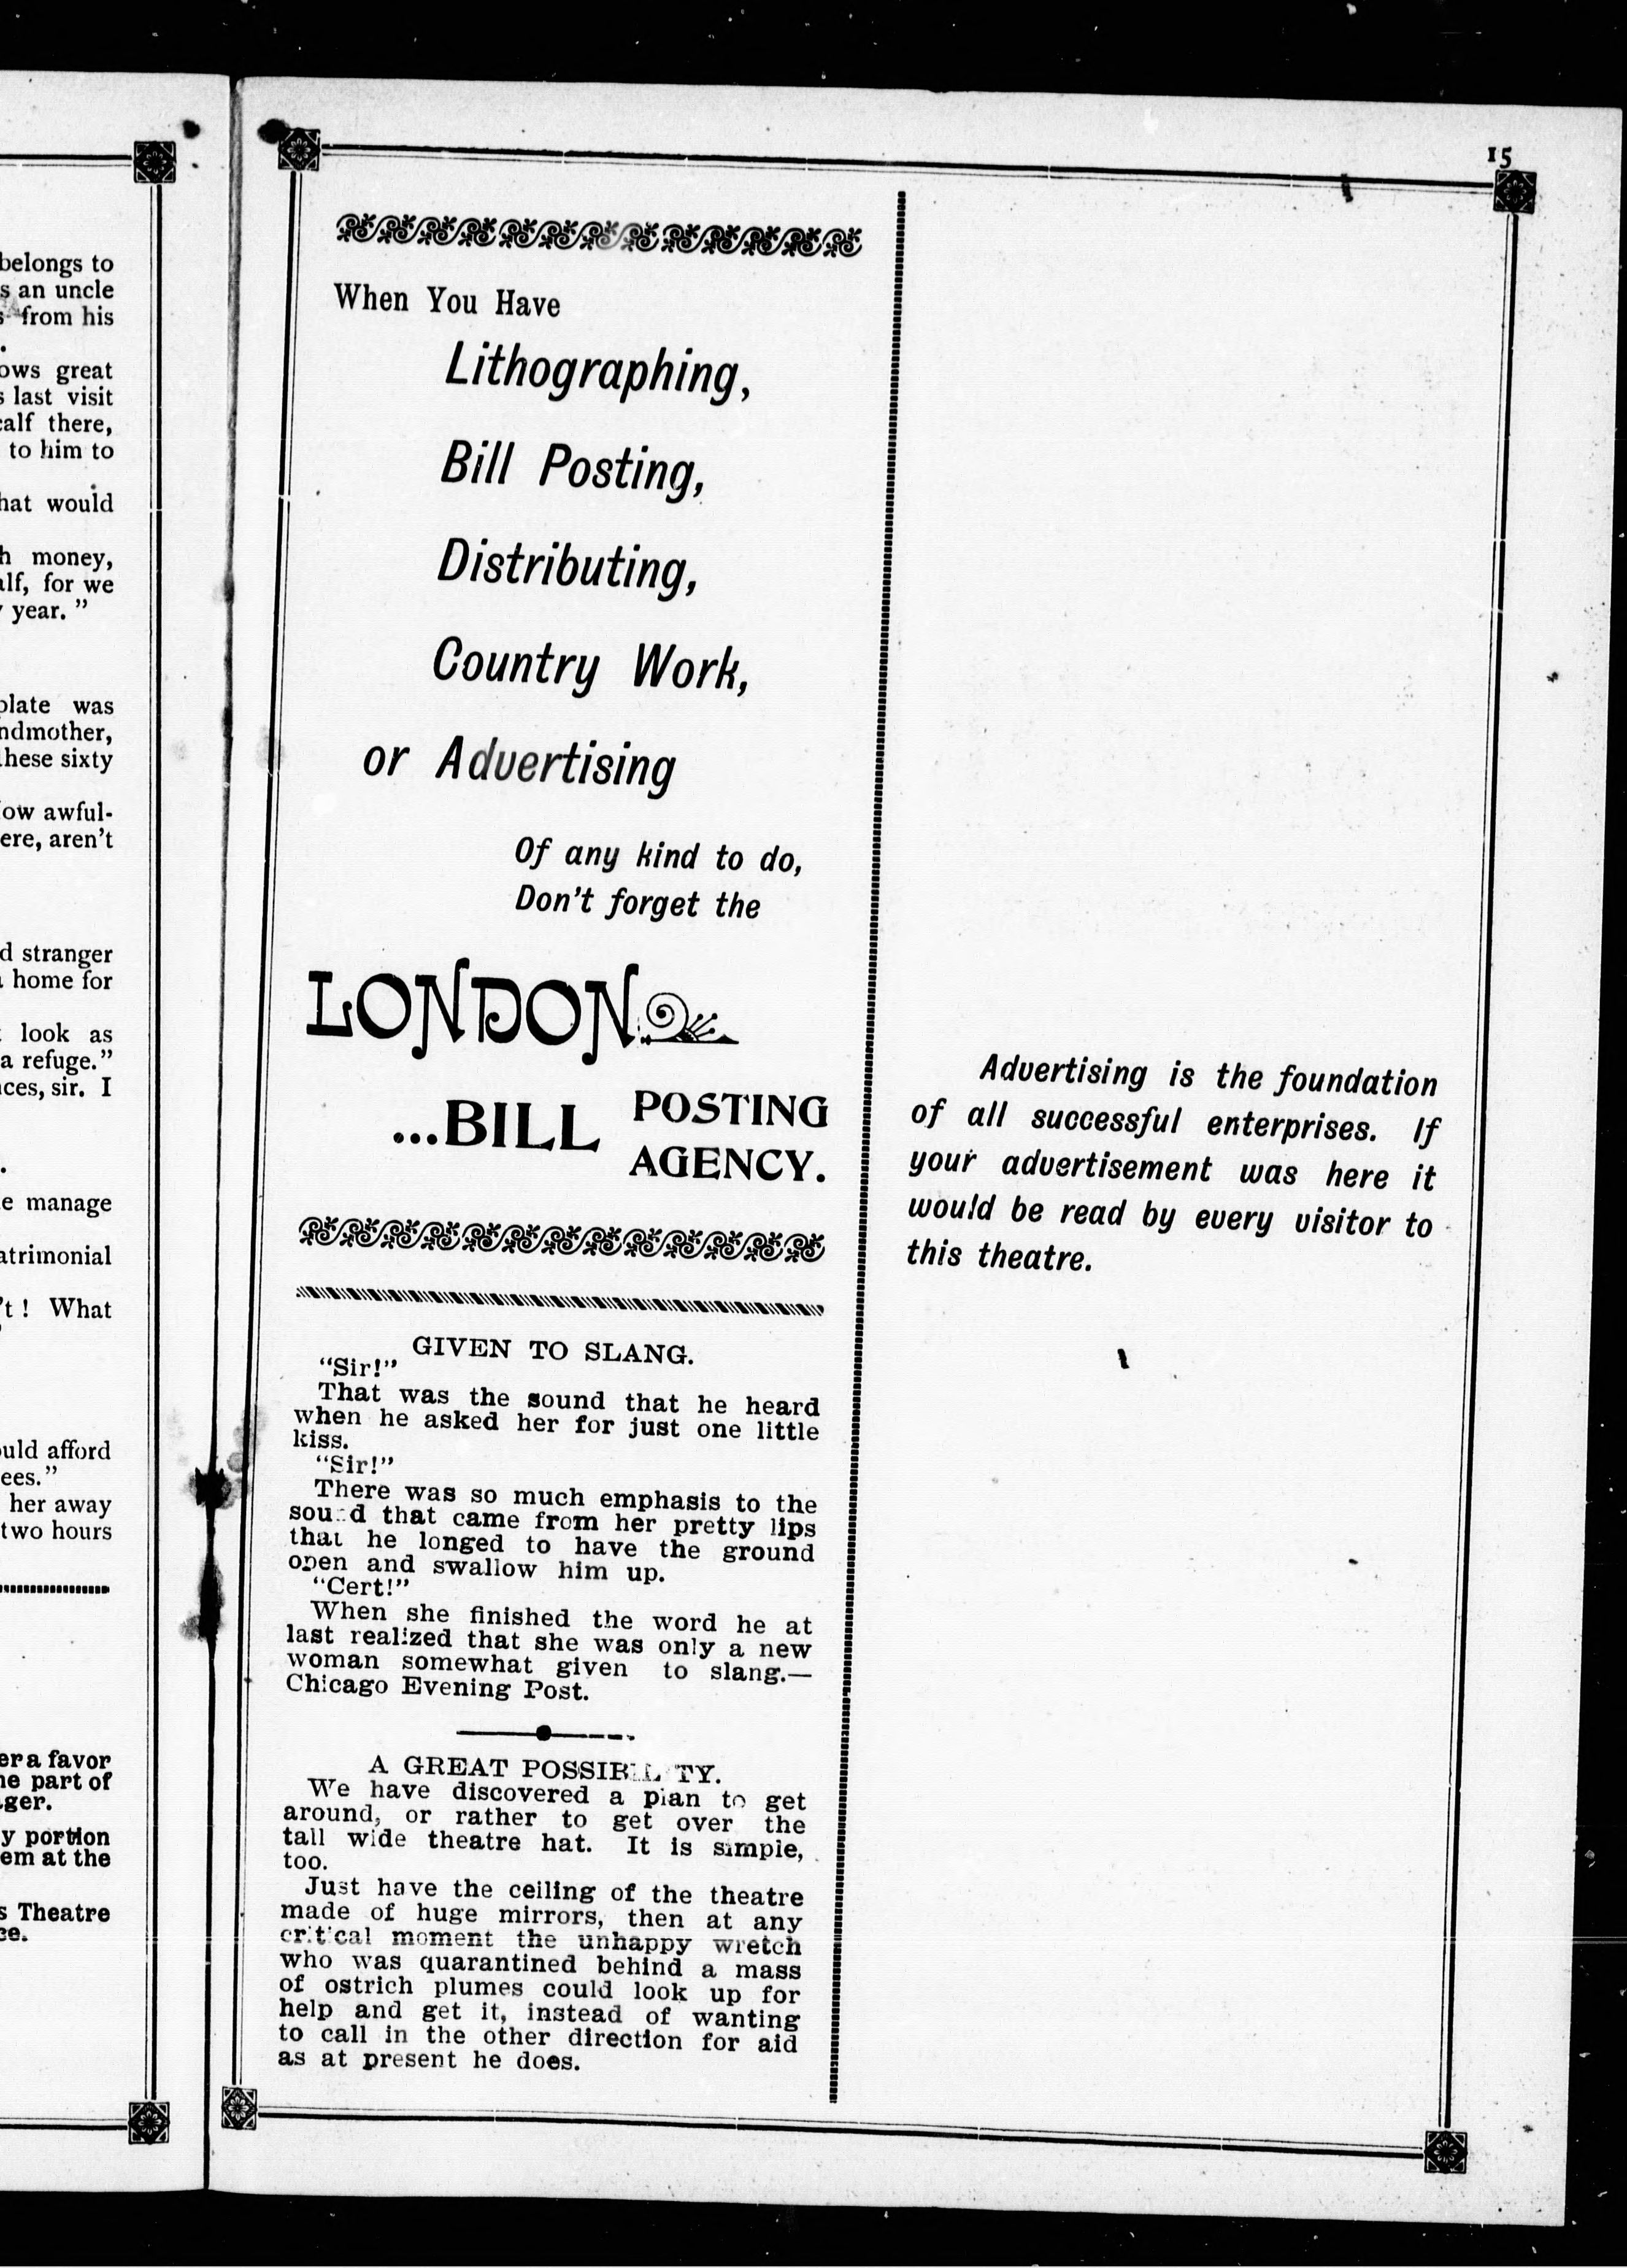 belongs to
s an uncle
from his
ows great
s last visit
calf there,
to him to
hat would
h money,
alf, for we
year."
plate was
ndmother,
these sixty
ow awful-
ere, aren't
d stranger
home for
look as
a refuge."
ces, sir. I
e manage
atrimonial
't! What
ould afford
ees."
her away
two hours
er a favor
he part of
ger.
y portion
em at the
s Theatre
ce.
15
When You Have
Lithographing,
Bill Posting,
Distributing,
Country Work,
or Advertising
Of any kind to do,
Don't forget the
LONDON
...BILL POSTING
AGENCY.
GIVEN TO SLANG.
"Sir!"
That was the sound that he heard
when he asked her for just one little
kiss.
"Sir!"
There was so much emphasis to the
sound that came from her pretty lips
that he longed to have the ground
open and swallow him up.
"Cert!"
When she finished the word he at
last realized that she was only a new
woman somewhat given to slang.—
Chicago Evening Post.
A GREAT POSSIBILITY.
We have discovered a plan to get
around, or rather to get over the
tall wide theatre hat. It is simple,
too.
Just have the ceiling of the theatre
made of huge mirrors, then at any
critical moment the unhappy wretch
who was quarantined behind a mass
of ostrich plumes could look up for
help and get it, instead of wanting
to call in the other direction for aid
as at present he does.
Advertising is the foundation
of all successful enterprises. If
your advertisement was here it
would be read by every visitor to
this theatre.